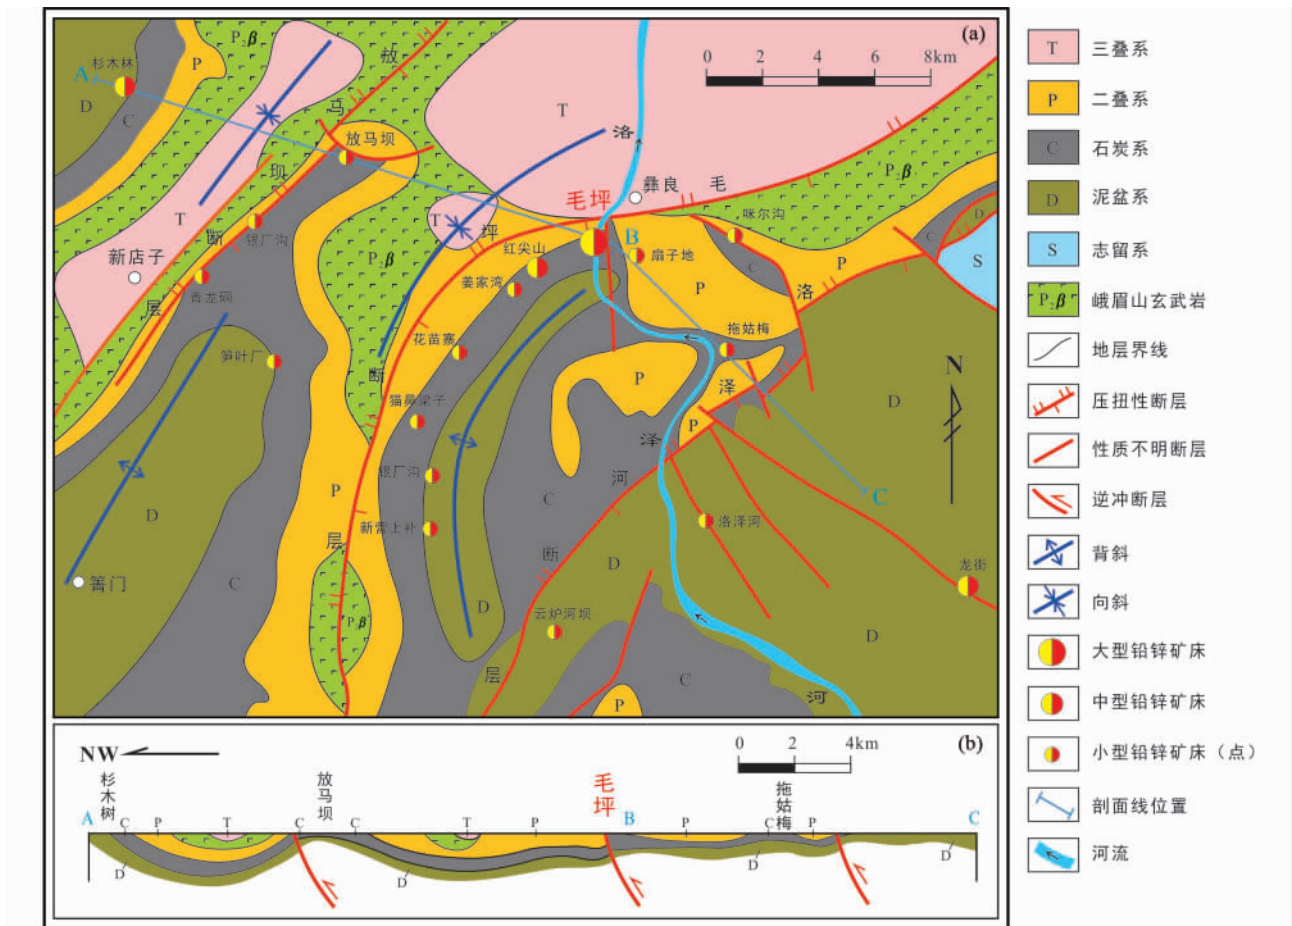 (a)
0 2 4 8km
A
杉木林
P
P₂β
D
C
T
放
马
坝
断
层
放马坝
T
洛
彝良
毛
坪
毛坪
P₂β
咪尔沟
D
C
S
T
银厂沟
新店子
青龙硐
P₂β
T
坪
红尖山
B
扇子地
C
P
P
洛
姜家湾
花苗寨
断
拖姑梅
泽
笋叶厂
猫鼻梁子
P
P
泽
D
N
银厂沟
P
C
河
C
D
新雷上补
层
断
D
洛泽河
龙街
箐门
C
P₂β
D
云炉河坝
D
层
C
P
河
(b)
NW
0 2 4km
杉木树
放马坝
毛坪
拖姑梅
A C P T C C T P B P C P C
D D D D
T 三叠系
P 二叠系
C 石炭系
D 泥盆系
S 志留系
P₂β 峨眉山玄武岩
地层界线
压扭性断层
性质不明断层
逆冲断层
背斜
向斜
大型铅锌矿床
中型铅锌矿床
小型铅锌矿床（点）
剖面线位置
河流